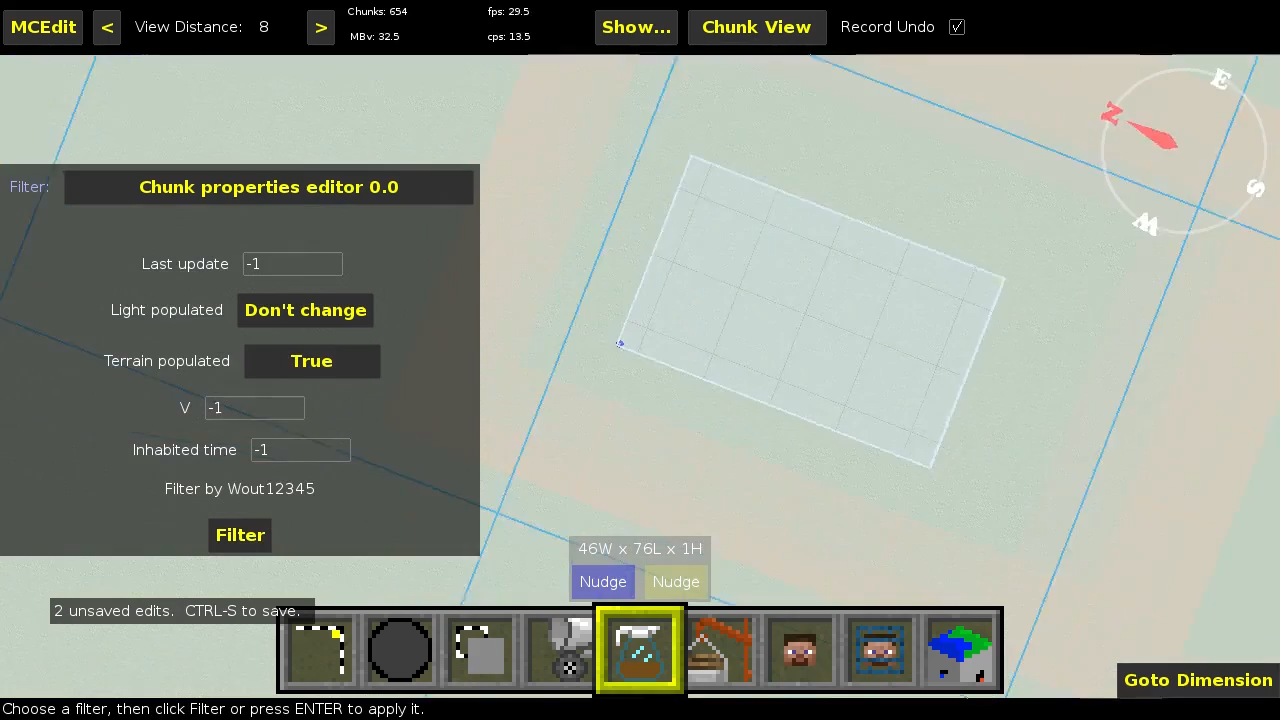 MCEdit < View Distance: 8 > Chunks: 654 fps: 29.5 Show... Chunk View Record Undo
MBv: 32.5 cps: 13.5
E
N
S
W
Filter: Chunk properties editor 0.0
Last update -1
Light populated Don't change
Terrain populated True
V -1
Inhabited time -1
Filter by Wout12345
Filter
46W x 76L x 1H
Nudge Nudge
2 unsaved edits. CTRL-S to save.
Goto Dimension
Choose a filter, then click Filter or press ENTER to apply it.